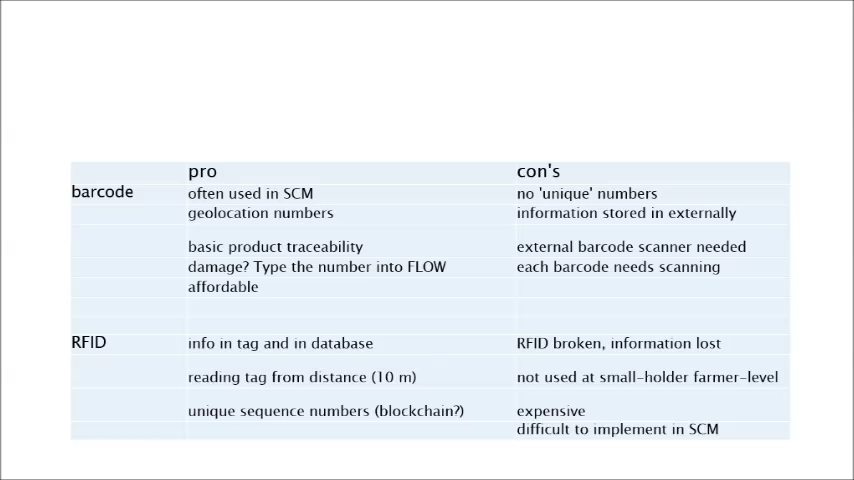 pro con's
barcode often used in SCM no 'unique' numbers
geolocation numbers information stored in externally
basic product traceability external barcode scanner needed
damage? Type the number into FLOW each barcode needs scanning
affordable
RFID info in tag and in database RFID broken, information lost
reading tag from distance (10 m) not used at small-holder farmer-level
unique sequence numbers (blockchain?) expensive
difficult to implement in SCM